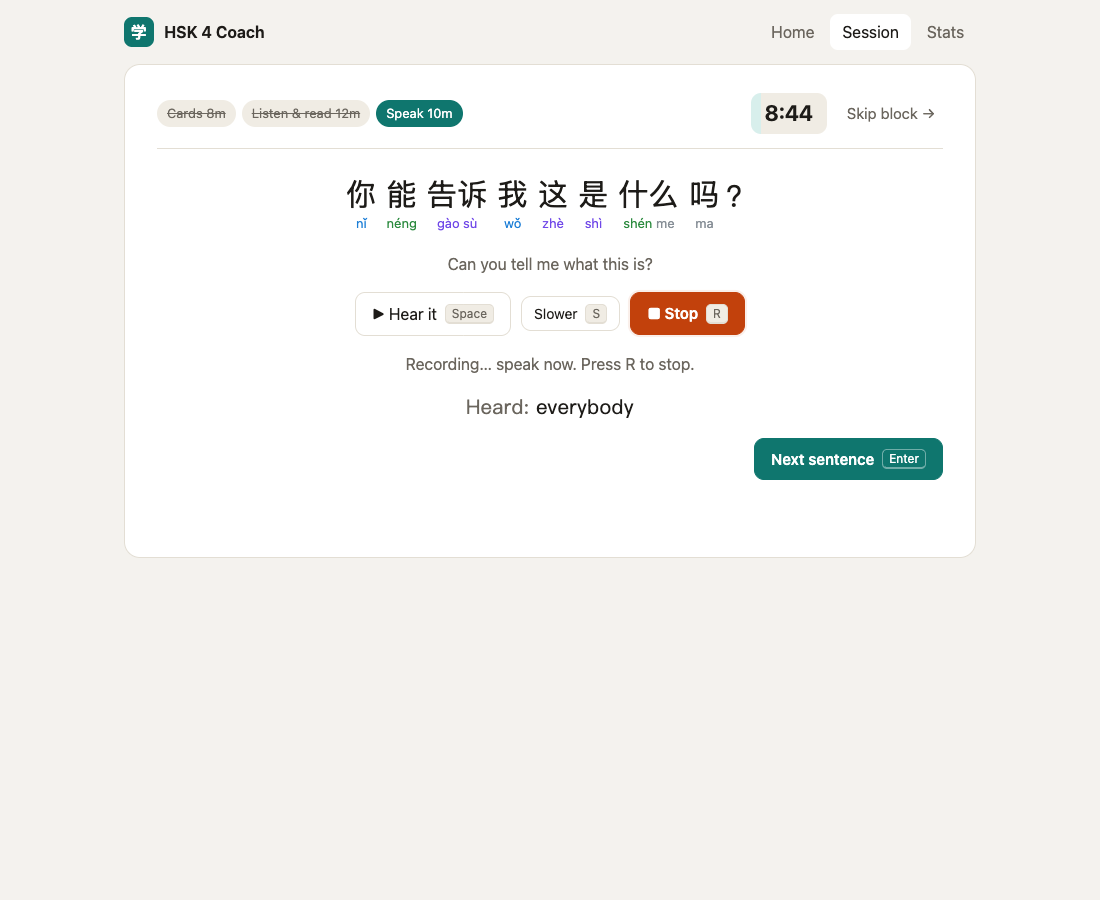 学 HSK 4 Coach Home Session Stats
Cards 8m Listen & read 12m Speak 10m 8:44 Skip block →
你 能 告诉 我 这 是 什么 吗 ?
nǐ néng gào sù wǒ zhè shì shén me ma
Can you tell me what this is?
▶ Hear it Space Slower S ■ Stop R
Recording... speak now. Press R to stop.
Heard: everybody
Next sentence Enter